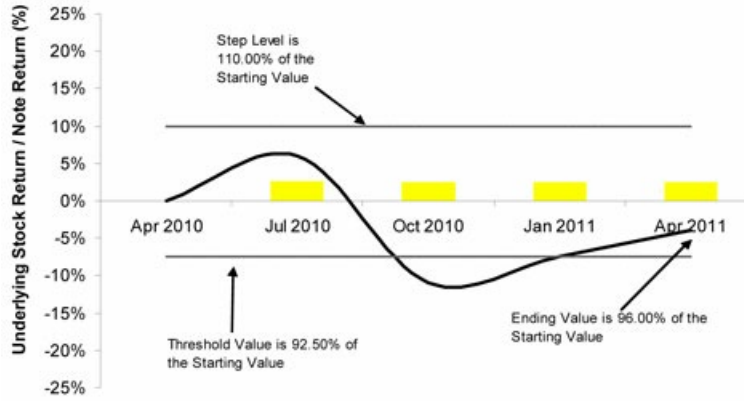 Underlying Stock Return / Note Return (%)
25%
20%
15%
10%
5%
0%
-5%
-10%
-15%
-20%
-25%
Step Level is
110.00% of the
Starting Value
Apr 2010
Jul 2010
Oct 2010
Jan 2011
Apr 2011
Threshold Value is 92.50% of
the Starting Value
Ending Value is 96.00% of the
Starting Value